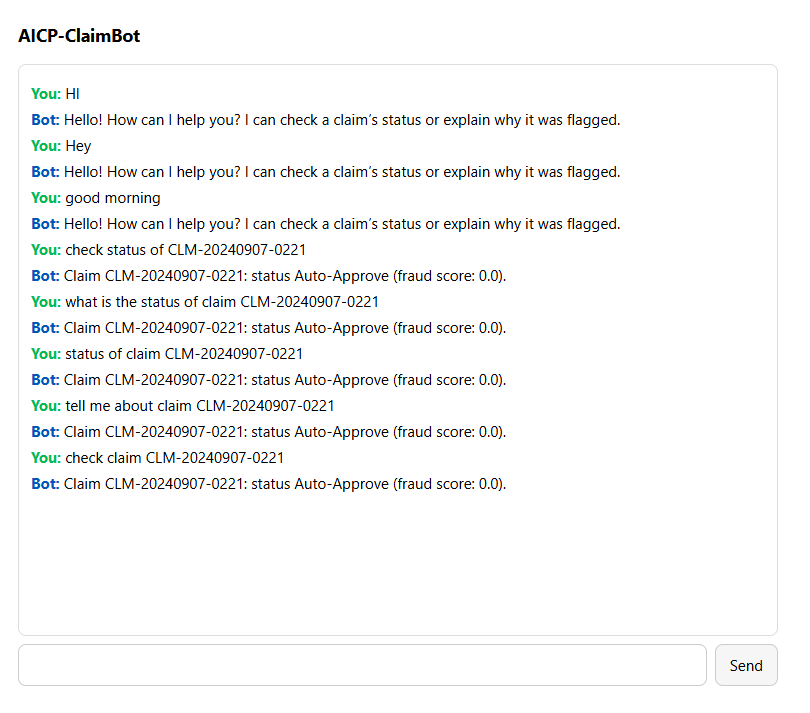 AICP-ClaimBot
You: HI
Bot: Hello! How can I help you? I can check a claim’s status or explain why it was flagged.
You: Hey
Bot: Hello! How can I help you? I can check a claim’s status or explain why it was flagged.
You: good morning
Bot: Hello! How can I help you? I can check a claim’s status or explain why it was flagged.
You: check status of CLM-20240907-0221
Bot: Claim CLM-20240907-0221: status Auto-Approve (fraud score: 0.0).
You: what is the status of claim CLM-20240907-0221
Bot: Claim CLM-20240907-0221: status Auto-Approve (fraud score: 0.0).
You: status of claim CLM-20240907-0221
Bot: Claim CLM-20240907-0221: status Auto-Approve (fraud score: 0.0).
You: tell me about claim CLM-20240907-0221
Bot: Claim CLM-20240907-0221: status Auto-Approve (fraud score: 0.0).
You: check claim CLM-20240907-0221
Bot: Claim CLM-20240907-0221: status Auto-Approve (fraud score: 0.0).
Send